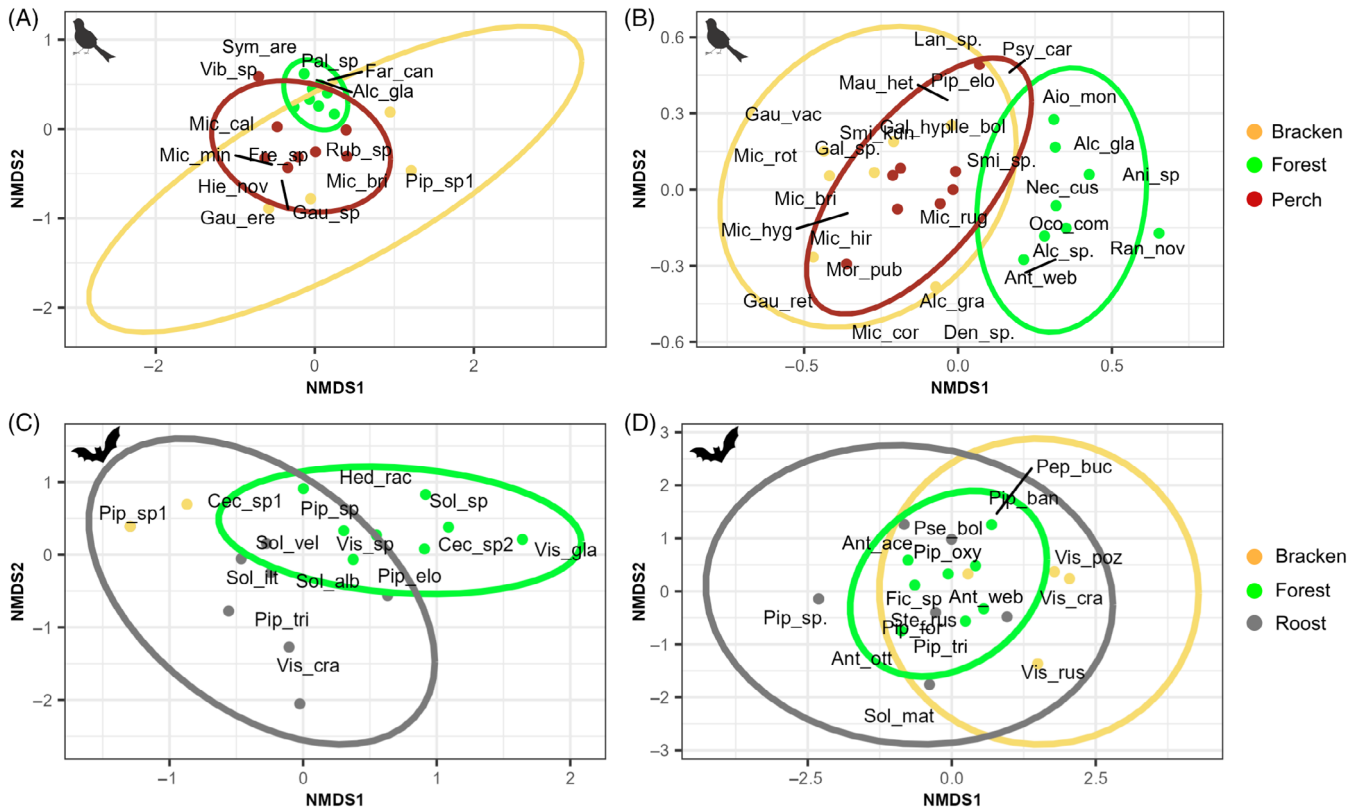 (A)
Sym_are
Pal_sp
Vib_sp
Far_can
Alc_gla
Mic_cal
Mic_min
Fre_sp
Rub_sp
Hie_nov
Mic_bri
Pip_sp1
Gau_ere
Gau_sp
1
0
−1
−2
NMDS2
−2
0
2
NMDS1
(B)
Lan_sp.
Psy_car
Mau_het
Pip_elo
Aio_mon
Gau_vac
Smi_kun
Gal_hyp
Gal_sp.
Alc_gla
Mic_rot
Smi_sp.
Ani_sp
Nec_cus
Mic_bri
Mic_rug
Mic_hyg
Mic_hir
Oco_com
Alc_sp.
Ran_nov
Mor_pub
Ant_web
Gau_ret
Alc_gra
Mic_cor
Den_sp.
0.6
0.3
0.0
−0.3
−0.6
NMDS2
−0.5
0.0
0.5
NMDS1
Bracken
Forest
Perch
(C)
Hed_rac
Cec_sp1
Sol_sp
Pip_sp1
Pip_sp
Sol_vel
Vis_sp
Cec_sp2
Vis_gla
Sol_alb
Pip_elo
Pip_tri
Vis_cra
1
0
−1
−2
NMDS2
−1
0
1
2
NMDS1
(D)
Pep_buc
Pip_ban
Pse_bol
Ant_ace
Pip_oxy
Vis_poz
Fic_sp
Ant_web
Vis_cra
Pip_sp.
Ste_rus
Pip_for
Pip_tri
Ant_ott
Vis_rus
Sol_mat
3
2
1
0
−1
−2
−3
NMDS2
−2.5
0.0
2.5
NMDS1
Bracken
Forest
Roost